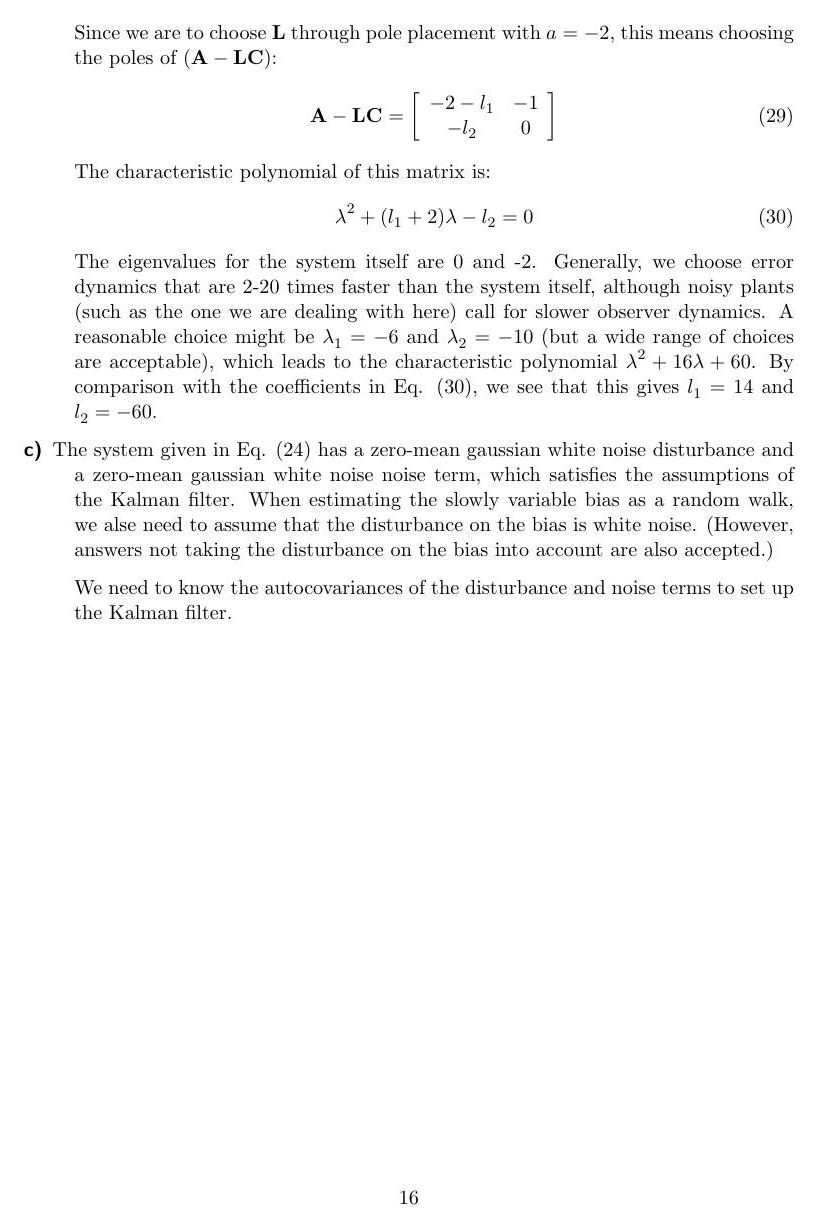 Since we are to choose L through pole placement with a = −2, this means choosing
the poles of (A − LC):
A − LC = [ −2 − l₁  −1
−l₂  0 ]  (29)
The characteristic polynomial of this matrix is:
λ² + (l₁ + 2)λ − l₂ = 0  (30)
The eigenvalues for the system itself are 0 and -2. Generally, we choose error
dynamics that are 2-20 times faster than the system itself, although noisy plants
(such as the one we are dealing with here) call for slower observer dynamics. A
reasonable choice might be λ₁ = −6 and λ₂ = −10 (but a wide range of choices
are acceptable), which leads to the characteristic polynomial λ² + 16λ + 60. By
comparison with the coefficients in Eq. (30), we see that this gives l₁ = 14 and
l₂ = −60.
c) The system given in Eq. (24) has a zero-mean gaussian white noise disturbance and
a zero-mean gaussian white noise noise term, which satisfies the assumptions of
the Kalman filter. When estimating the slowly variable bias as a random walk,
we alse need to assume that the disturbance on the bias is white noise. (However,
answers not taking the disturbance on the bias into account are also accepted.)
We need to know the autocovariances of the disturbance and noise terms to set up
the Kalman filter.
16